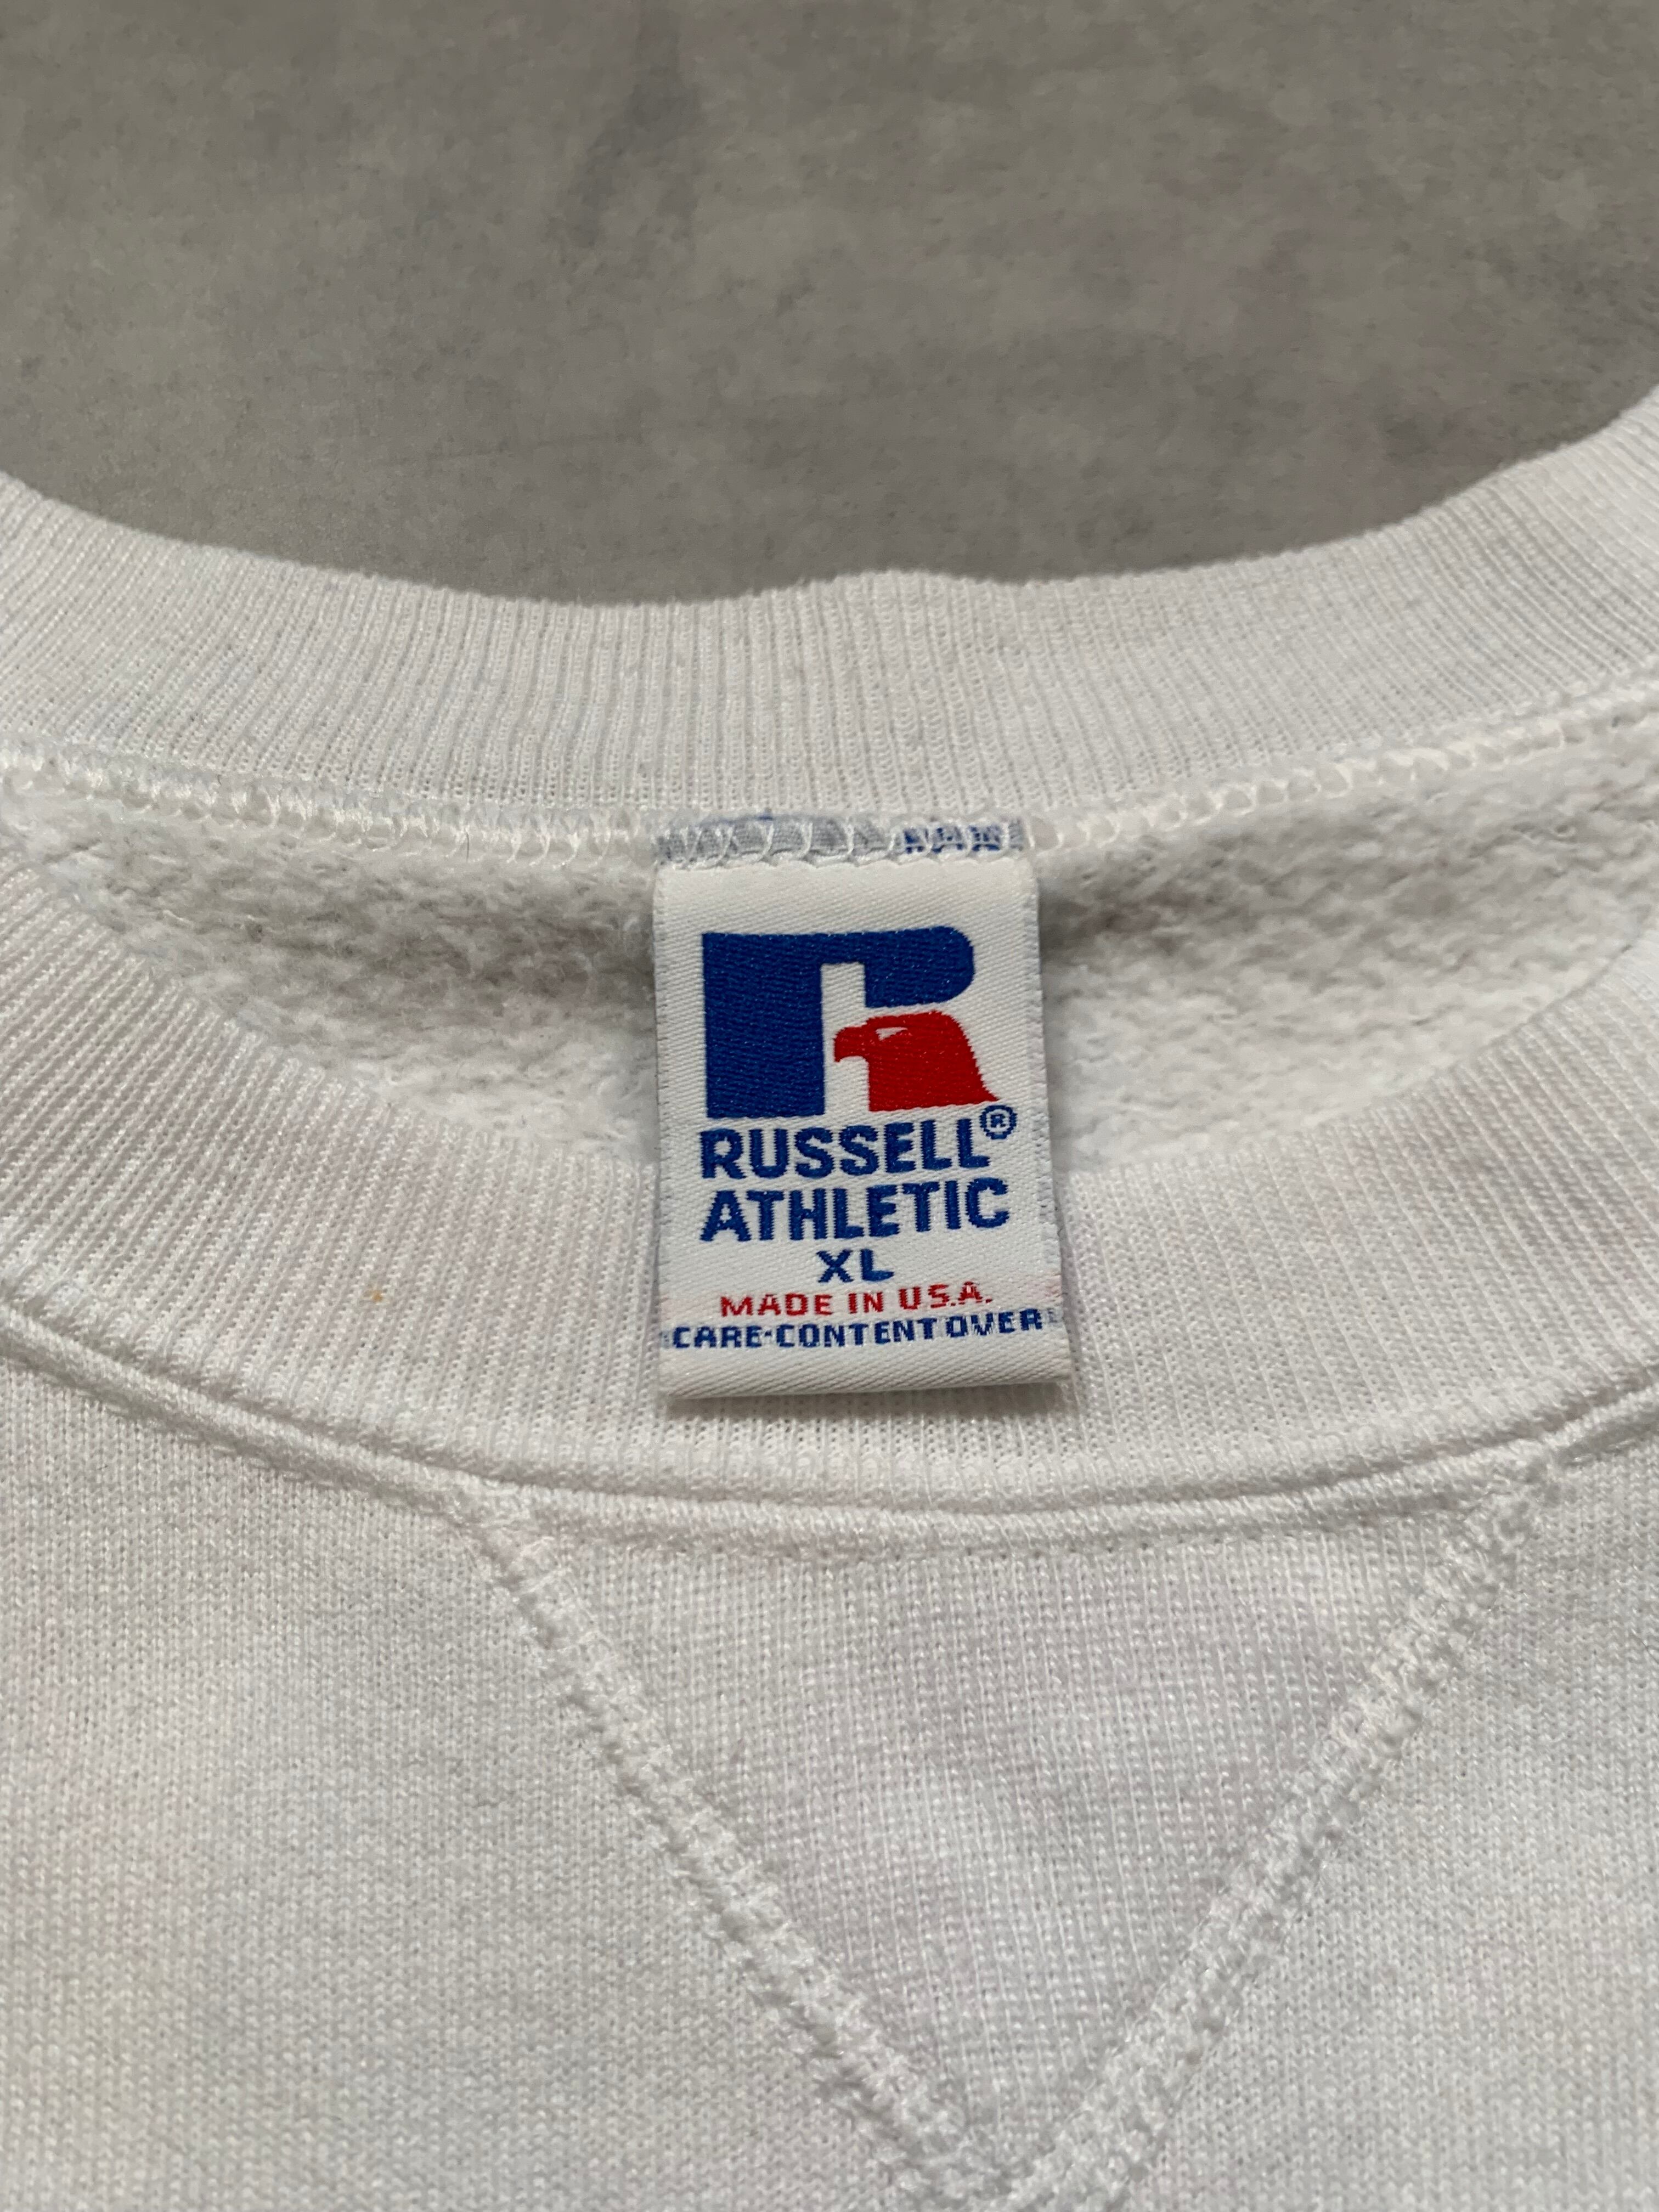 RUSSELL®
ATHLETIC
XL
MADE IN U.S.A.
CARE·CONTENT OVER